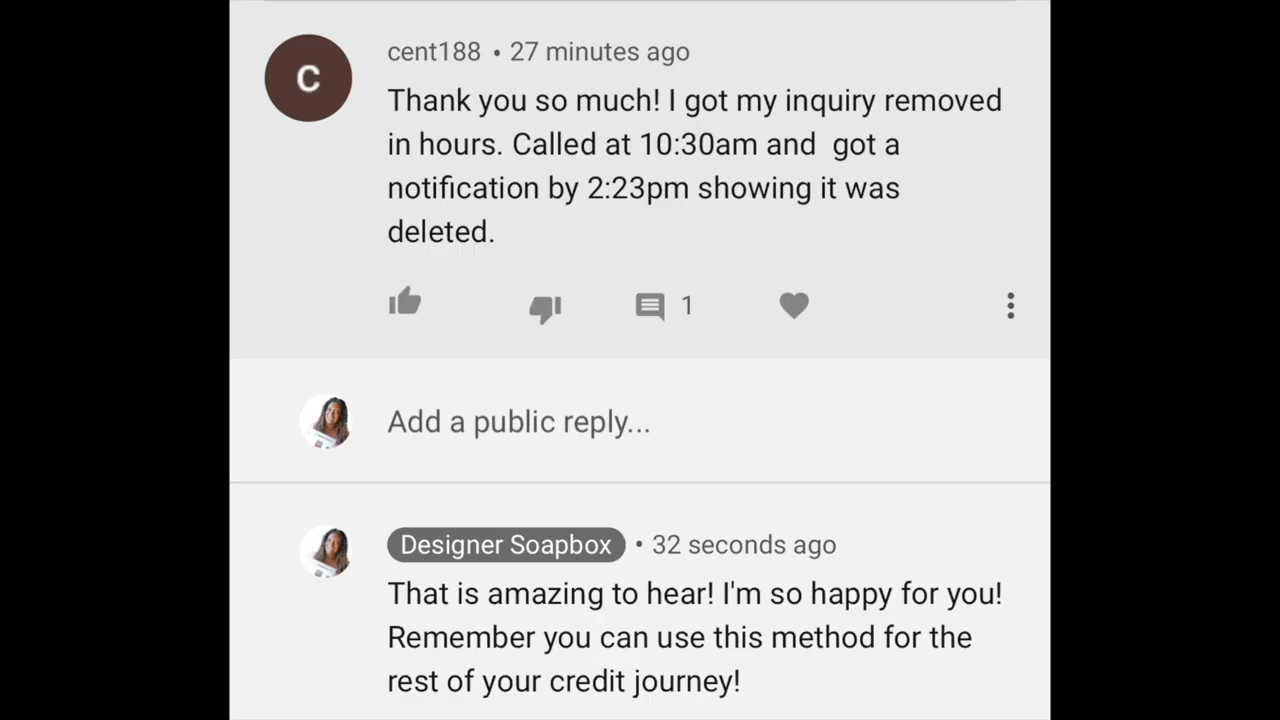 C
cent188 • 27 minutes ago
Thank you so much! I got my inquiry removed
in hours. Called at 10:30am and  got a
notification by 2:23pm showing it was
deleted.
1
Add a public reply...
Designer Soapbox • 32 seconds ago
That is amazing to hear! I'm so happy for you!
Remember you can use this method for the
rest of your credit journey!